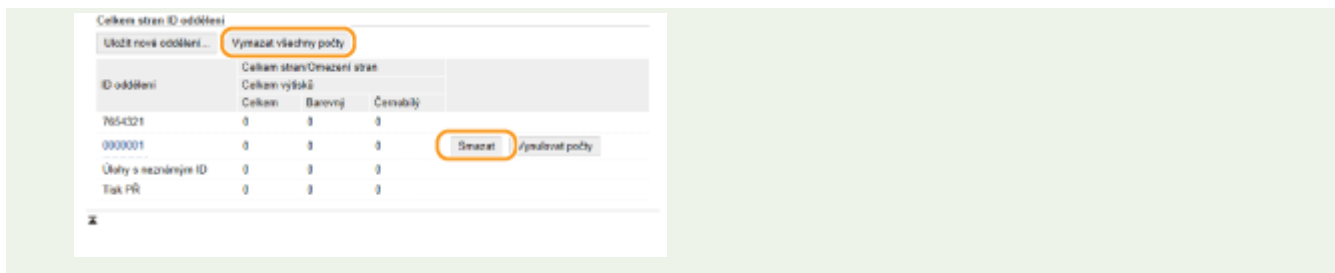 Celkem stran ID oddělení
Uložit nové oddělení... Vymazat všechny počty
Celkem stran/Omezení stran
ID oddělení Celkem výtisků
Celkem Barevný Černobílý
7654321 0 0 0
0000001 0 0 0 Smazat Vynulovat počty
Úlohy s neznámým ID 0 0 0
Tisk PŘ 0 0 0